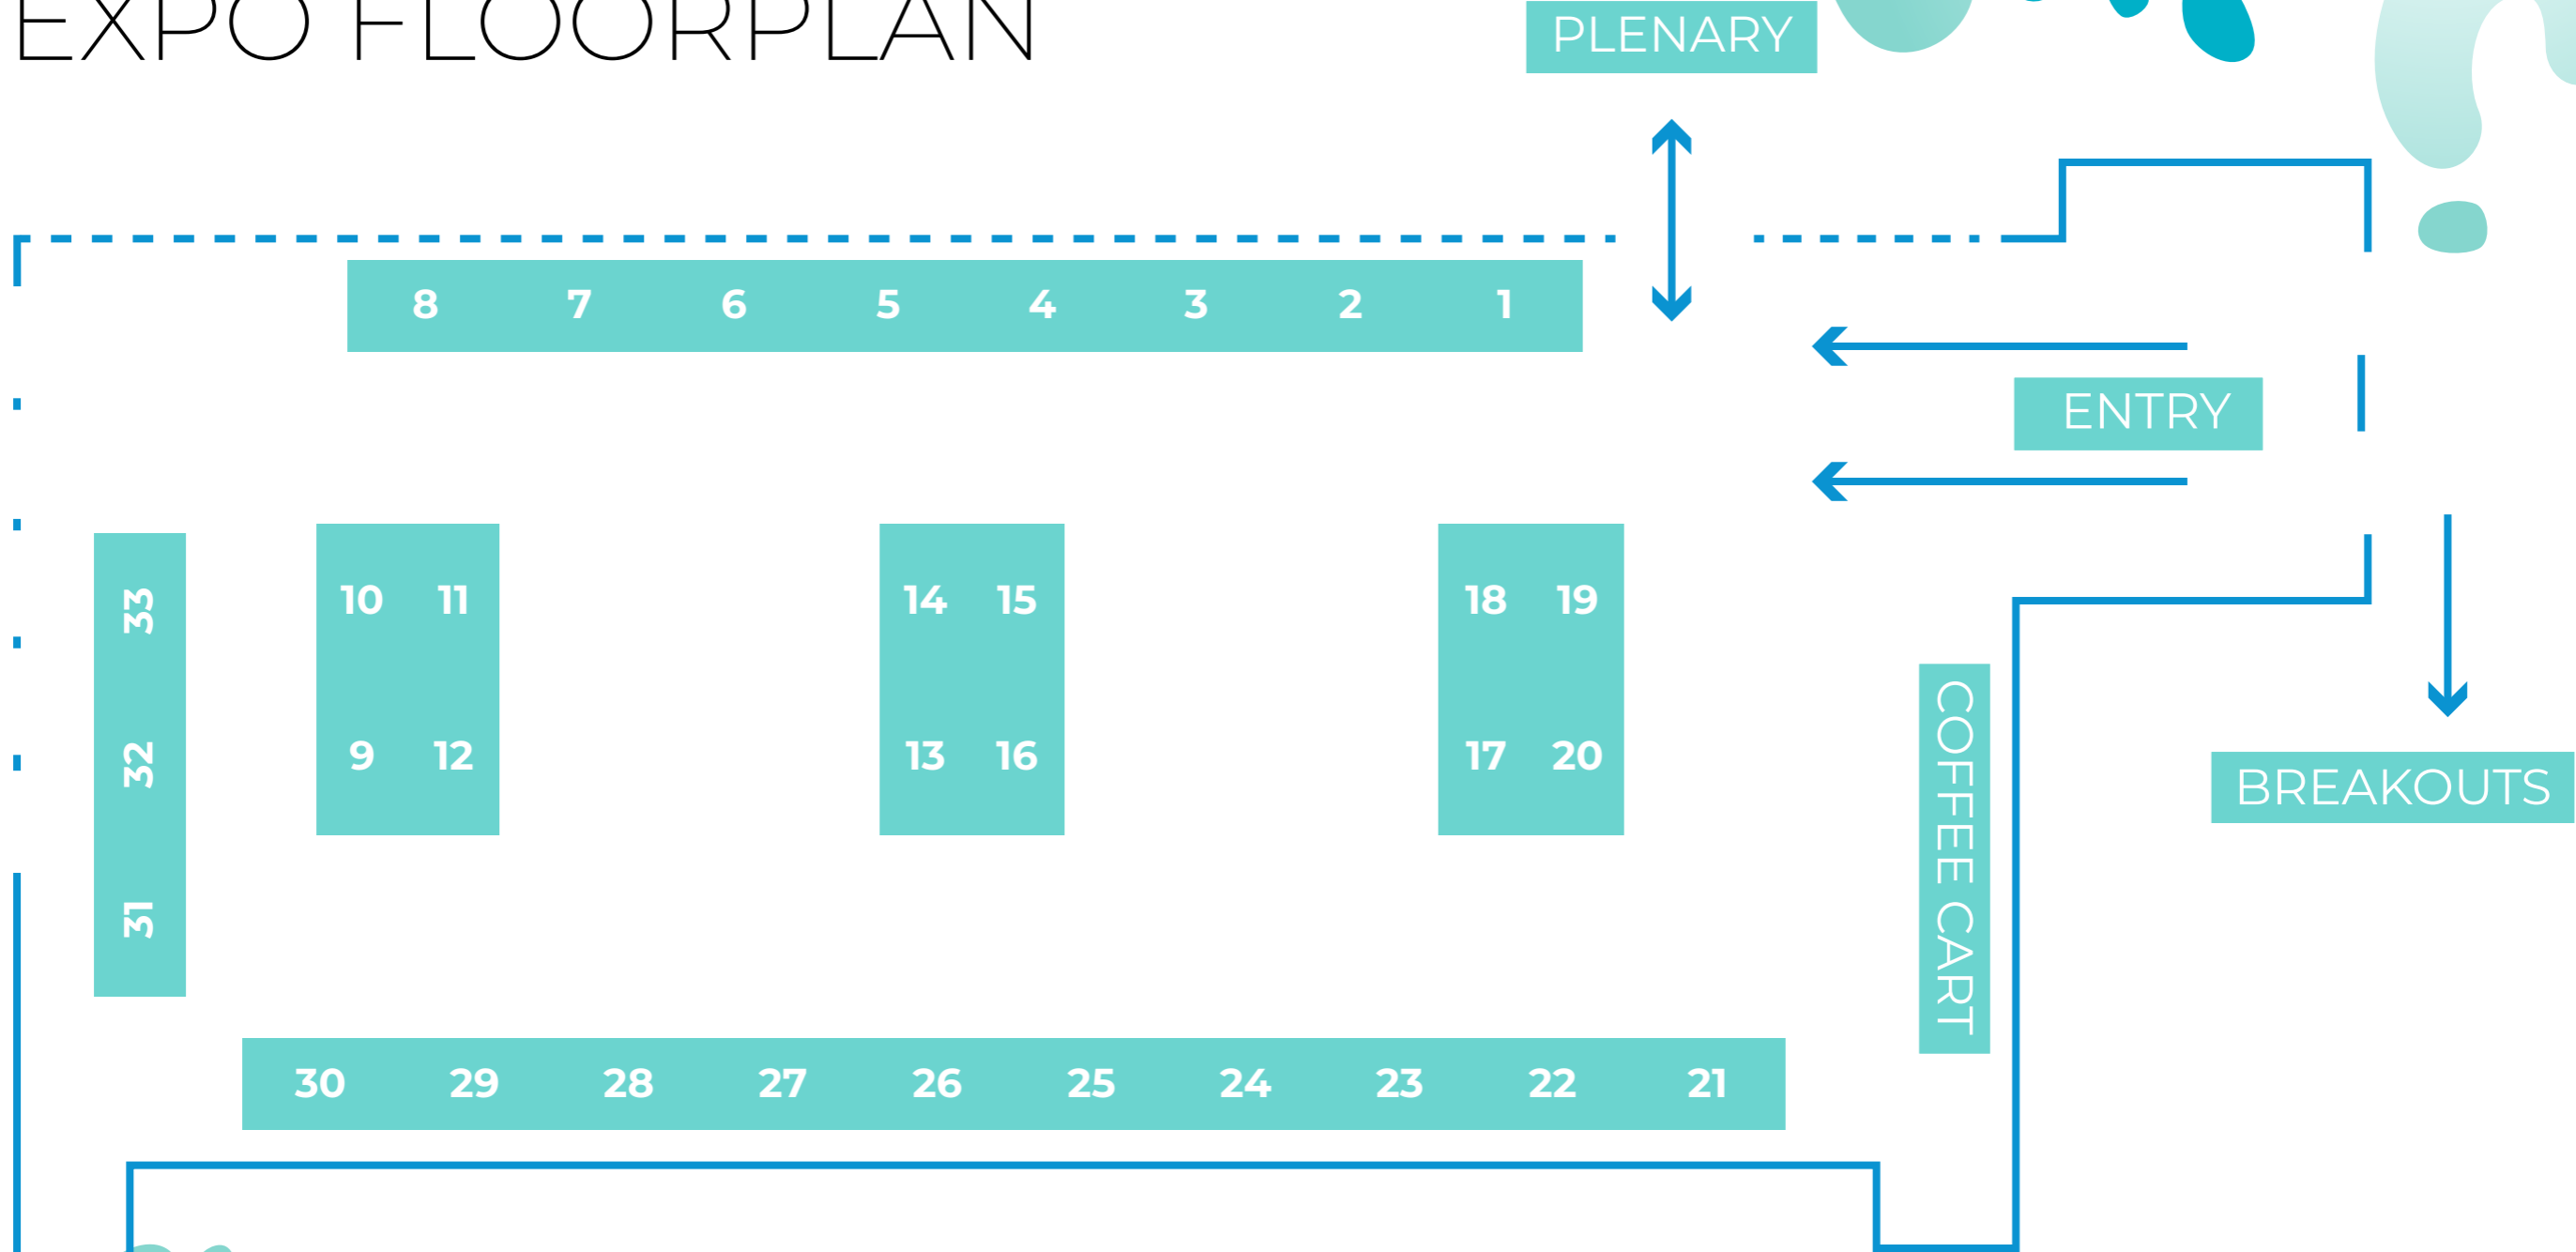 EXPO FLOORPLAN
PLENARY
8 7 6 5 4 3 2 1
ENTRY
33
10 11
14 15
18 19
32
9 12
13 16
17 20
COFFEE CART
BREAKOUTS
31
30 29 28 27 26 25 24 23 22 21